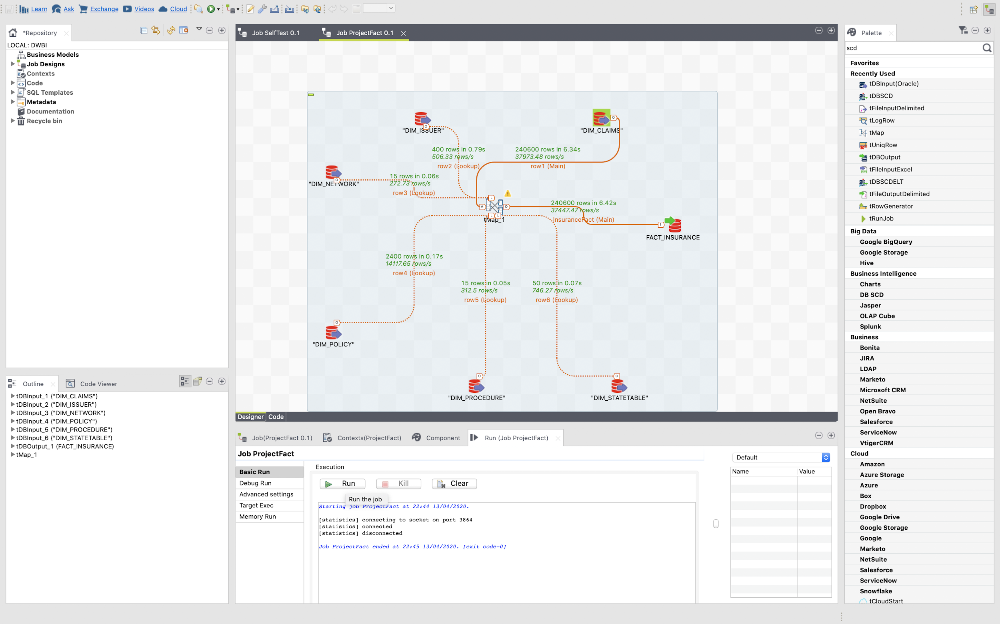 Learn Ask Exchange Videos Cloud
*Repository
LOCAL: DWBI
Business Models
Job Designs
Contexts
Code
SQL Templates
Metadata
Documentation
Recycle bin
Outline Code Viewer
tDBInput_1 ("DIM_CLAIMS")
tDBInput_2 ("DIM_ISSUER")
tDBInput_3 ("DIM_NETWORK")
tDBInput_4 ("DIM_POLICY")
tDBInput_5 ("DIM_PROCEDURE")
tDBInput_6 ("DIM_STATETABLE")
tDBOutput_1 (FACT_INSURANCE)
tMap_1
Job SelfTest 0.1 Job ProjectFact 0.1
"DIM_ISSUER"
"DIM_CLAIMS"
400 rows in 0.79s
506.33 rows/s
row2 (Lookup)
240600 rows in 6.34s
37973.48 rows/s
row1 (Main)
"DIM_NETWORK"
15 rows in 0.06s
272.73 rows/s
row3 (Lookup)
M
L
O
tMap_1
240600 rows in 6.42s
37447.47 rows/s
InsuranceFact (Main)
FACT_INSURANCE
2400 rows in 0.17s
14117.65 rows/s
row4 (Lookup)
15 rows in 0.05s
312.5 rows/s
row5 (Lookup)
50 rows in 0.07s
746.27 rows/s
row6 (Lookup)
"DIM_POLICY"
"DIM_PROCEDURE"
"DIM_STATETABLE"
Designer Code
Job(ProjectFact 0.1) Contexts(ProjectFact) Component Run (Job ProjectFact)
Job ProjectFact
Basic Run
Debug Run
Advanced settings
Target Exec
Memory Run
Execution
Run Kill Clear
Run the job
Starting job ProjectFact at 22:44 13/04/2020.
[statistics] connecting to socket on port 3864
[statistics] connected
[statistics] disconnected
Job ProjectFact ended at 22:45 13/04/2020. [exit code=0]
Default
Name Value
Palette
scd
Favorites
Recently Used
tDBInput(Oracle)
tDBSCD
tFileInputDelimited
tLogRow
tMap
tUniqRow
tDBOutput
tFileInputExcel
tDBSCDELT
tFileOutputDelimited
tRowGenerator
tRunJob
Big Data
Google BigQuery
Google Storage
Hive
Business Intelligence
Charts
DB SCD
Jasper
OLAP Cube
Splunk
Business
Bonita
JIRA
LDAP
Marketo
Microsoft CRM
NetSuite
Open Bravo
Salesforce
ServiceNow
VtigerCRM
Cloud
Amazon
Azure Storage
Azure
Box
Dropbox
Google Drive
Google Storage
Google
Marketo
NetSuite
Salesforce
ServiceNow
Snowflake
tCloudStart